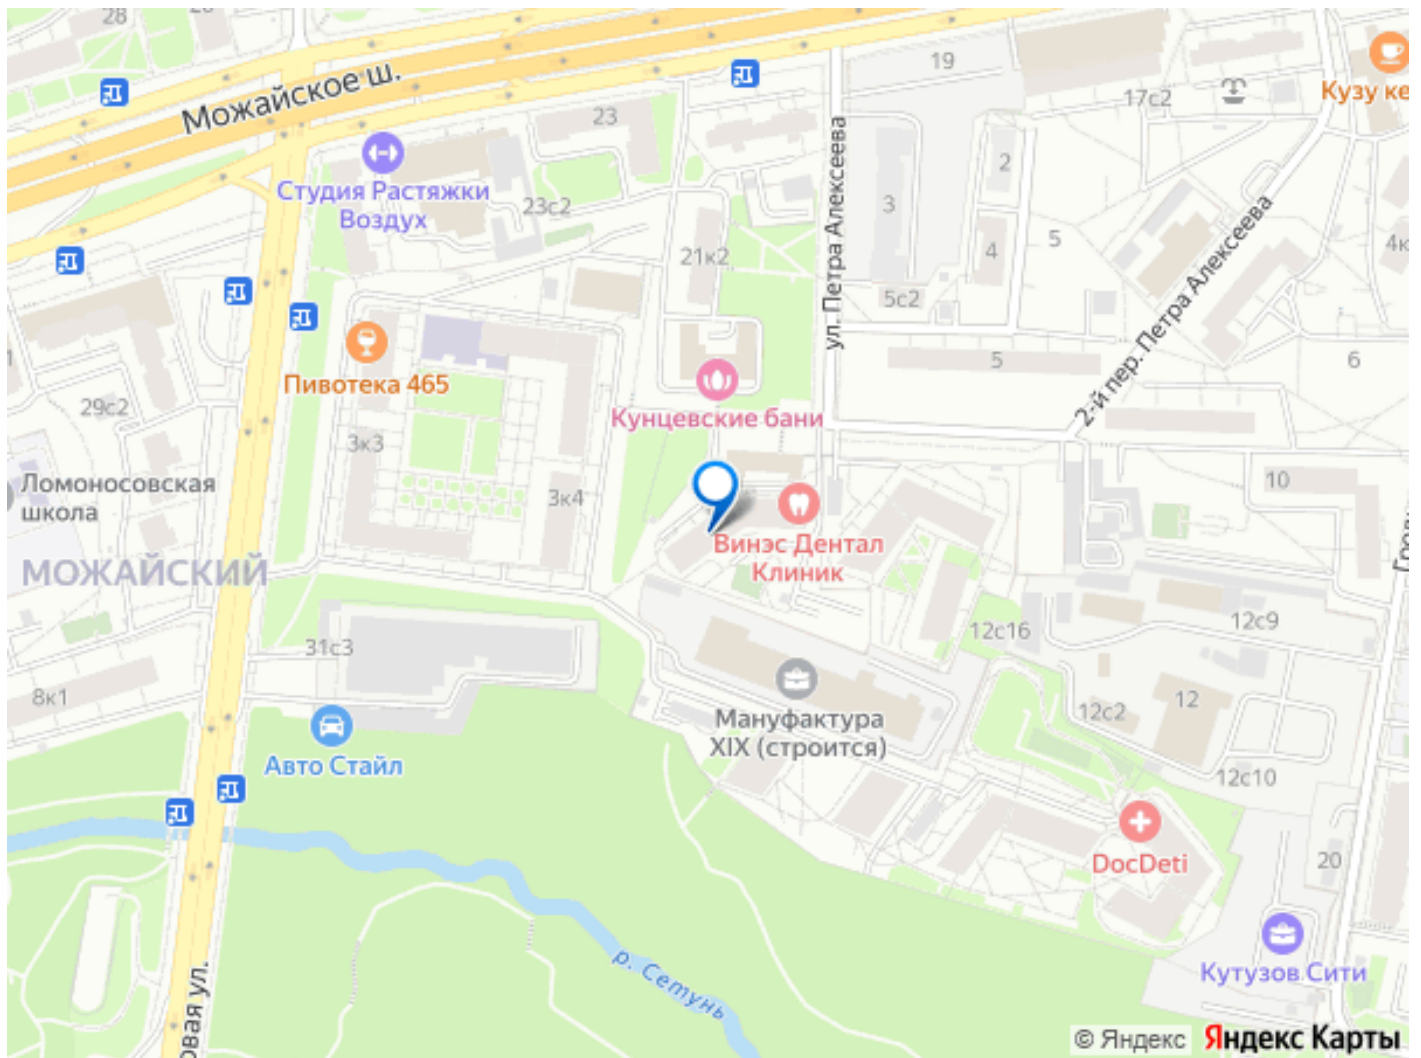 28
Можайское ш.
19
Кузу ке
17с2
23
Студия Растяжки
Воздух
ул. Петра Алексеева
2
3
23с2
5
4
4к
21к2
5с2
2-й пер. Петра Алексеева
Пивотека 465
5
6
29с2
Кунцевские бани
3к3
Ломоносовская
школа
3к4
10
МОЖАЙСКИЙ
Винэс Дентал
Клиник
31с3
12с16
12с9
8к1
12с2
12
Мануфактура
XIX (строится)
Авто Стайл
12с10
DocDeti
20
р. Сетунь
Кутузов Сити
овая ул.
© Яндекс Яндекс Карты